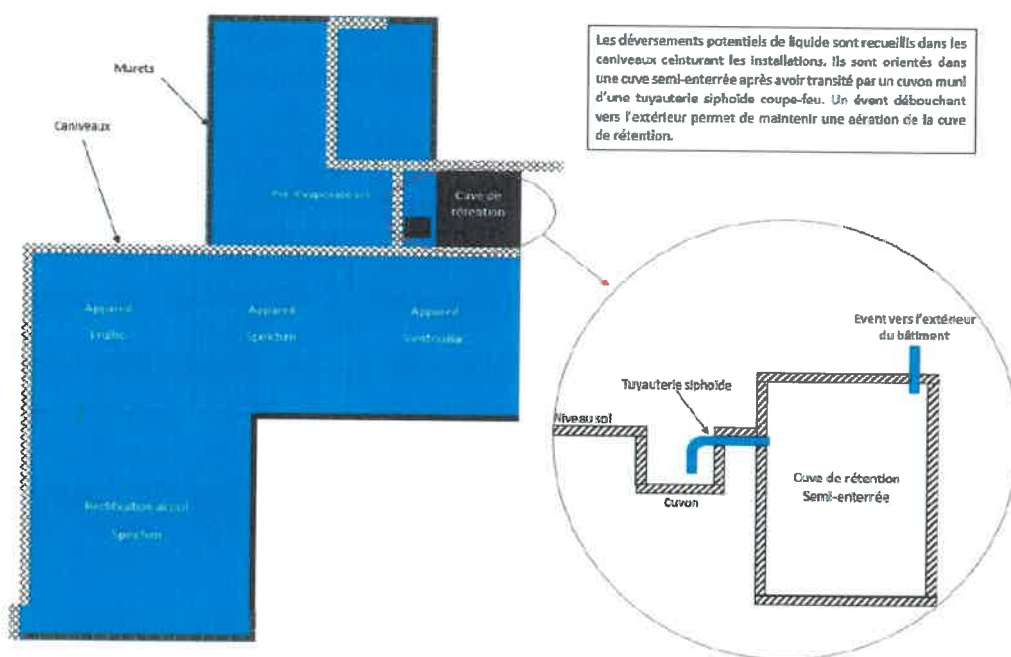 Les déversements potentiels de liquide sont recueillis dans les
caniveaux ceinturant les installations. Ils sont orientés dans
une cuve semi-enterrée après avoir transité par un cuvon muni
d'une tuyauterie siphoïde coupe-feu. Un évent débouchant
vers l'extérieur permet de maintenir une aération de la cuve
de rétention.
Murets
Caniveaux
Cuve de
rétention
Appareil
Appareil
Speichim
Appareil
Rectification alcool
Speichim
Event vers l'extérieur
du bâtiment
Tuyauterie siphoïde
Niveau sol
Cuvon
Cuve de rétention
Semi-enterrée